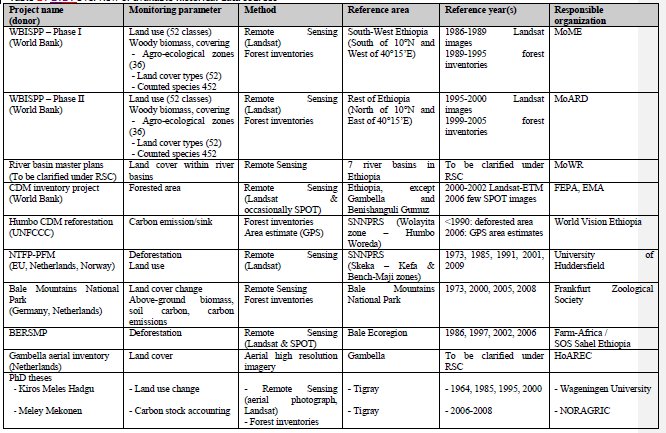 Project name (donor) | Monitoring parameter | Method | Reference area | Reference year(s) | Responsible organization
WBISPP – Phase I
(World Bank)
Land use (52 classes)
Woody biomass, covering
- Agro-ecological zones
(36)
- Land cover types (52)
- Counted species 452
Remote Sensing
(Landsat)
Forest inventories
South-West Ethiopia
(South of 10°N and
West of 40°15’E)
1986-1989 Landsat
images
1989-1995 forest
inventories
MoME
WBISPP – Phase II
(World Bank)
Land use (52 classes)
Woody biomass, covering
- Agro-ecological zones
(36)
- Land cover types (52)
- Counted species 452
Remote Sensing
(Landsat)
Forest inventories
Rest of Ethiopia
(North of 10°N and
East of 40°15’E)
1995-2000 Landsat
images
1999-2005 forest
inventories
MoARD
River basin master plans
(To be clarified under RSC)
Land cover within river
basins
Remote Sensing
7 river basins in
Ethiopia
To be clarified under
RSC
MoWR
CDM inventory project
(World Bank)
Forested area
Remote Sensing
(Landsat &
occasionally SPOT)
Ethiopia, except
Gambella and
Benishanguli Gumuz
2000-2002 Landsat-ETM
2006 few SPOT images
FEPA, EMA
Humbo CDM reforestation
(UNFCCC)
Carbon emission/sink
Forest inventories
Area estimate (GPS)
SNNPRS (Wolayita
zone – Humbo
Woreda)
<1990: deforested area
2006: GPS area estimates
World Vision Ethiopia
NTFP-PFM
(EU, Netherlands, Norway)
Deforestation
Land use
Remote Sensing
(Landsat)
SNNPRS
(Skeka – Kefa &
Bench-Maji zones)
1973, 1985, 1991, 2001,
2009
University of
Huddersfield
Bale Mountains National
Park
(Germany, Netherlands)
Land cover change
Above-ground biomass,
soil carbon, carbon
emissions
Remote Sensing
Forest inventories
Bale Mountains
National Park
1973, 2000, 2005, 2008
Frankfurt Zoological
Society
BERSMP
Deforestation
Remote Sensing
(Landsat & SPOT)
Bale Ecoregion
1986, 1997, 2002, 2006
Farm-Africa /
SOS Sahel Ethiopia
Gambella aerial inventory
(Netherlands)
Land cover
Aerial high resolution
imagery
Gambella
To be clarified under
RSC
HoAREC
PhD theses
- Kiros Meles Hadgu
- Meley Mekonen
- Land use change
- Carbon stock accounting
- Remote Sensing
(aerial photograph,
Landsat)
- Forest inventories
- Tigray
- Tigray
- 1964, 1985, 1995, 2000
- 2006-2008
- Wageningen University
- NORAGRIC